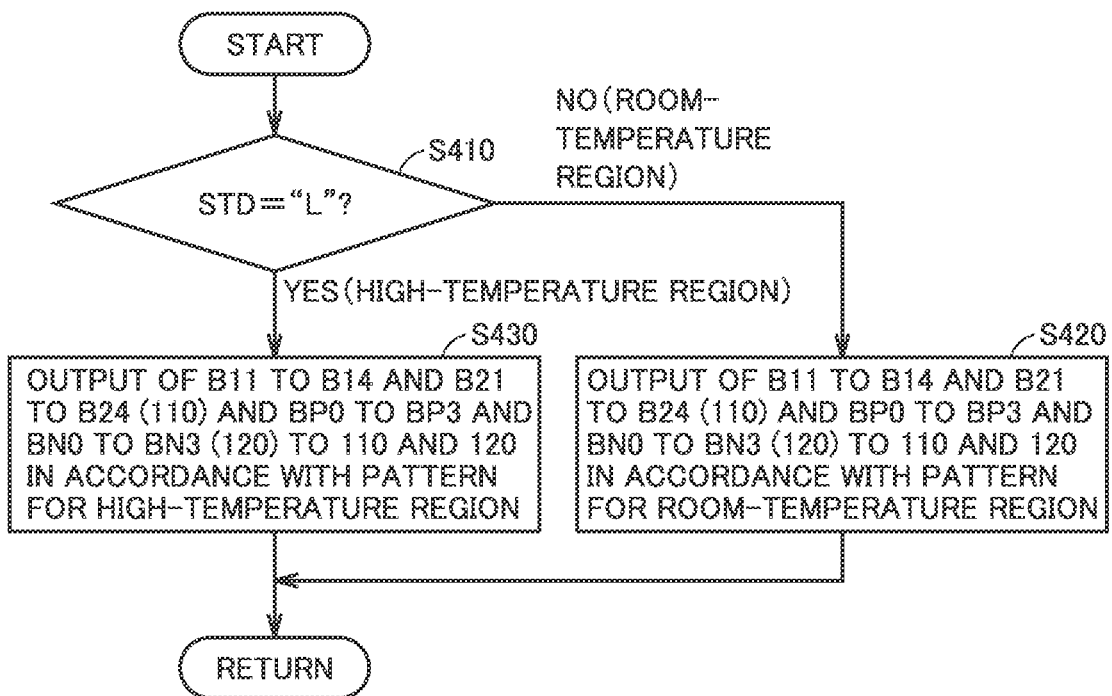 START
NO(ROOM-
TEMPERATURE
REGION)
S410
STD="L"?
YES(HIGH-TEMPERATURE REGION)
S430
OUTPUT OF B11 TO B14 AND B21
TO B24 (110) AND BP0 TO BP3 AND
BN0 TO BN3 (120) TO 110 AND 120
IN ACCORDANCE WITH PATTERN
FOR HIGH-TEMPERATURE REGION
S420
OUTPUT OF B11 TO B14 AND B21
TO B24 (110) AND BP0 TO BP3 AND
BN0 TO BN3 (120) TO 110 AND 120
IN ACCORDANCE WITH PATTERN
FOR ROOM-TEMPERATURE REGION
RETURN